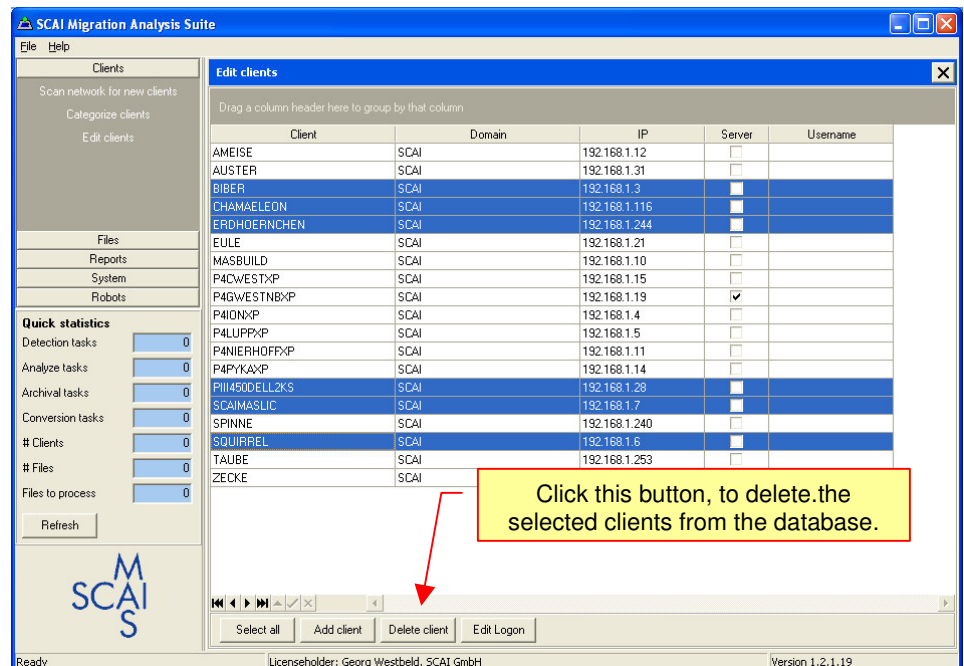 SCAI Migration Analysis Suite
File Help
Clients
Scan network for new clients
Categorize clients
Edit clients
Files
Reports
System
Robots
Quick statistics
Detection tasks 0
Analyze tasks 0
Archival tasks 0
Conversion tasks 0
# Clients 0
# Files 0
Files to process 0
Refresh
M
SCAI
S
Edit clients
Drag a column header here to group by that column
Client Domain IP Server Username
AMEISE SCAI 192.168.1.12
AUSTER SCAI 192.168.1.31
BIBER SCAI 192.168.1.3
CHAMAELEON SCAI 192.168.1.116
ERDHOERNCHEN SCAI 192.168.1.244
EULE SCAI 192.168.1.21
MASBUILD SCAI 192.168.1.10
P4CWESTXP SCAI 192.168.1.15
P4GWESTNBXP SCAI 192.168.1.19
P4IONXP SCAI 192.168.1.4
P4LUPPXP SCAI 192.168.1.5
P4NIERHOFFXP SCAI 192.168.1.11
P4PYKAXP SCAI 192.168.1.14
PIII450DELL2KS SCAI 192.168.1.28
SCAIMASLIC SCAI 192.168.1.7
SPINNE SCAI 192.168.1.240
SQUIRREL SCAI 192.168.1.6
TAUBE SCAI 192.168.1.253
ZECKE SCAI
Click this button, to delete.the
selected clients from the database.
Select all Add client Delete client Edit Logon
Ready Licenseholder: Georg Westbeld, SCAI GmbH Version 1.2.1.19